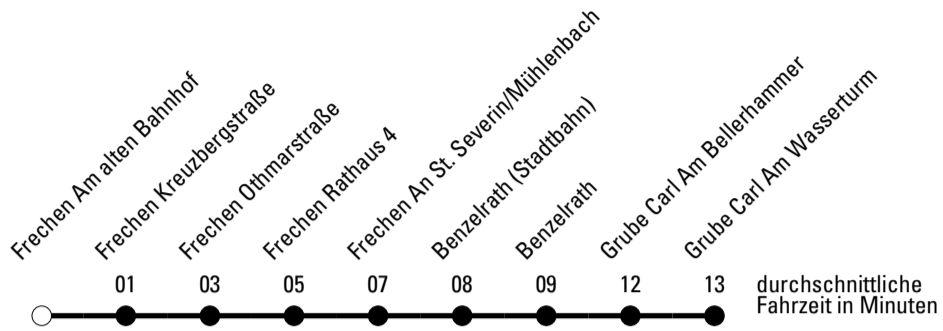 Frechen Am alten Bahnhof
Frechen Kreuzbergstraße
Frechen Othmarstraße
Frechen Rathaus 4
Frechen An St. Severin/Mühlenbach
Benzelrath (Stadtbahn)
Benzelrath
Grube Carl Am Bellerhammer
Grube Carl Am Wasserturm
01 03 05 07 08 09 12 13 durchschnittliche
Fahrzeit in Minuten